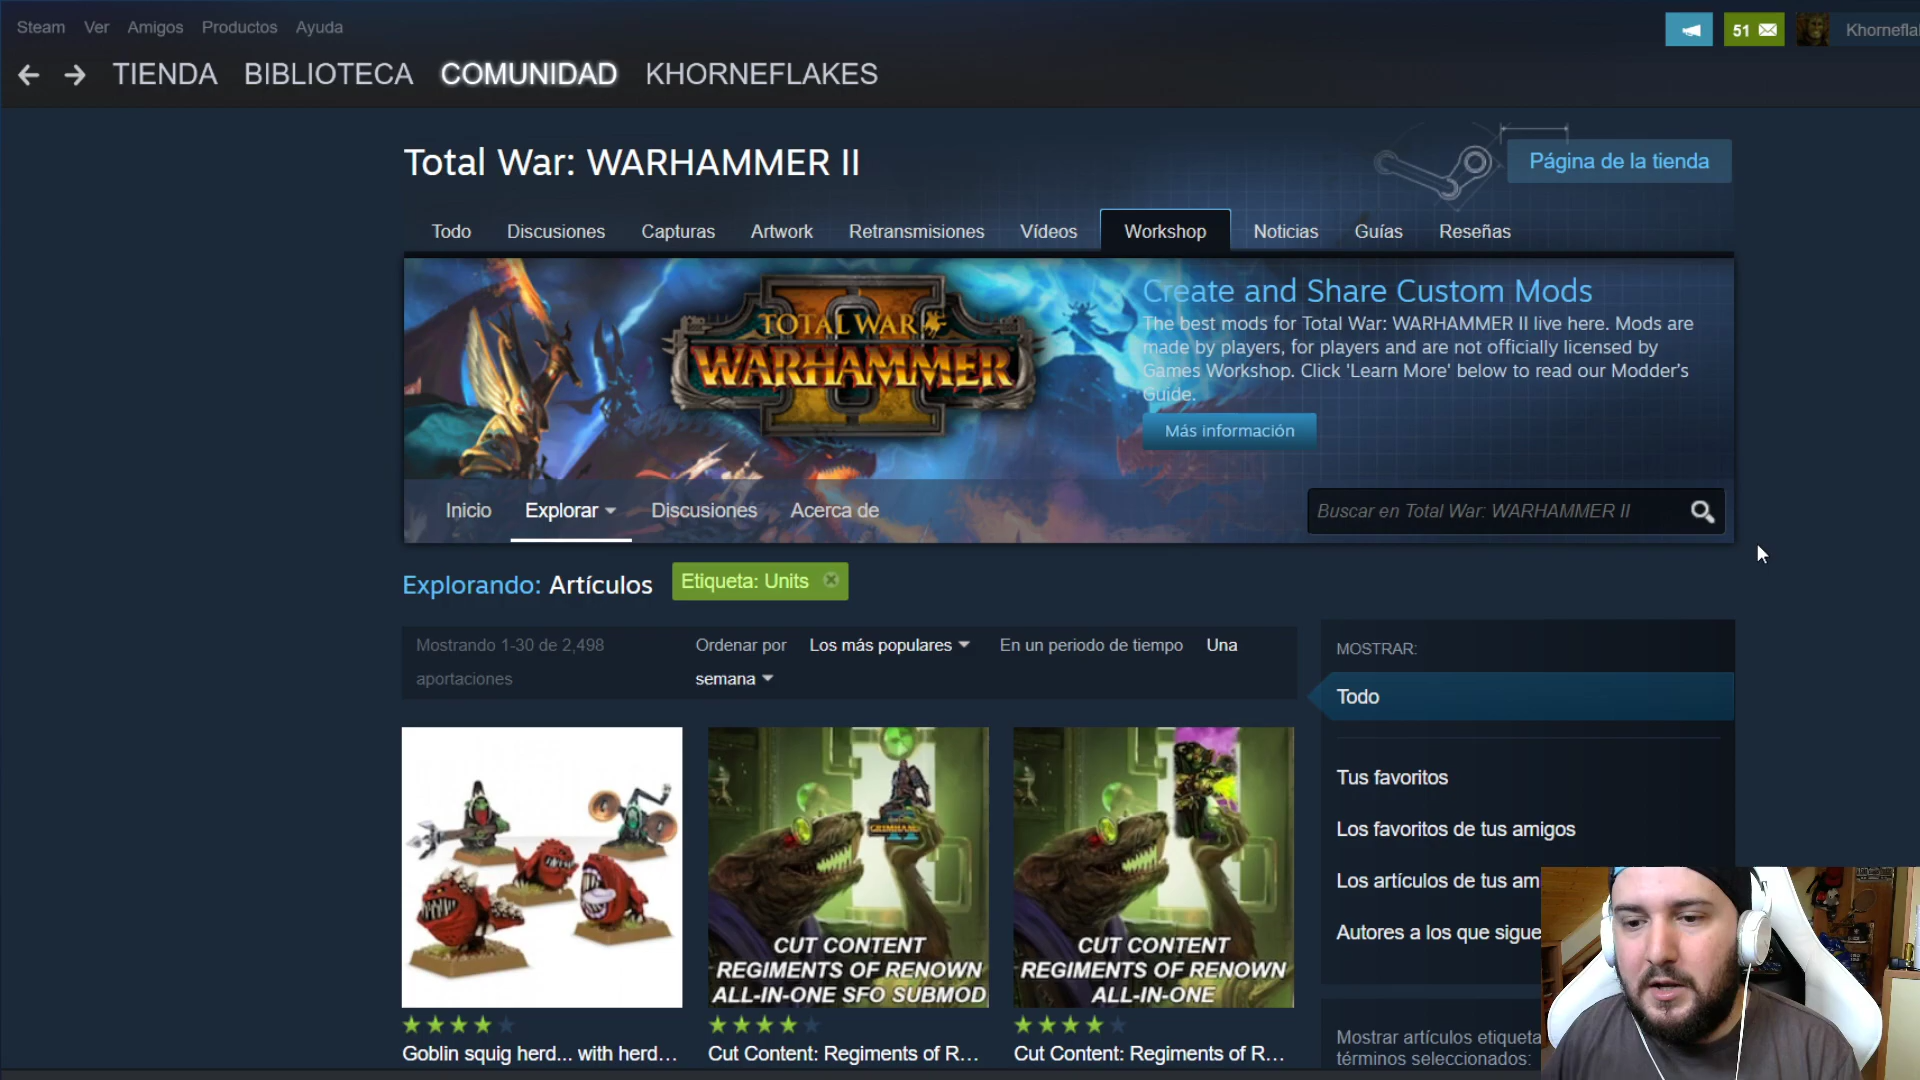 Steam Ver Amigos Productos Ayuda
51
TIENDA BIBLIOTECA COMUNIDAD KHORNEFLAKES
Total War: WARHAMMER II
Página de la tienda
Todo Discusiones Capturas Artwork Retransmisiones Vídeos Workshop Noticias Guías Reseñas
TOTAL WAR
WARHAMMER
II
Create and Share Custom Mods
The best mods for Total War: WARHAMMER II live here. Mods are
made by players, for players and are not officially licensed by
Games Workshop. Click 'Learn More' below to read our Modder's
Guide.
Más información
Inicio Explorar Discusiones Acerca de
Buscar en Total War: WARHAMMER II
Explorando: Artículos
Etiqueta: Units
Mostrando 1-30 de 2,498
aportaciones
Ordenar por Los más populares En un periodo de tiempo Una
semana
MOSTRAR:
Todo
Tus favoritos
Los favoritos de tus amigos
Los artículos de tus am
Autores a los que sigue
Mostrar artículos etiqueta
términos seleccionados:
CUT CONTENT
REGIMENTS OF RENOWN
ALL-IN-ONE SFO SUBMOD
CUT CONTENT
REGIMENTS OF RENOWN
ALL-IN-ONE
Goblin squig herd... with herd...
Cut Content: Regiments of R...
Cut Content: Regiments of R...